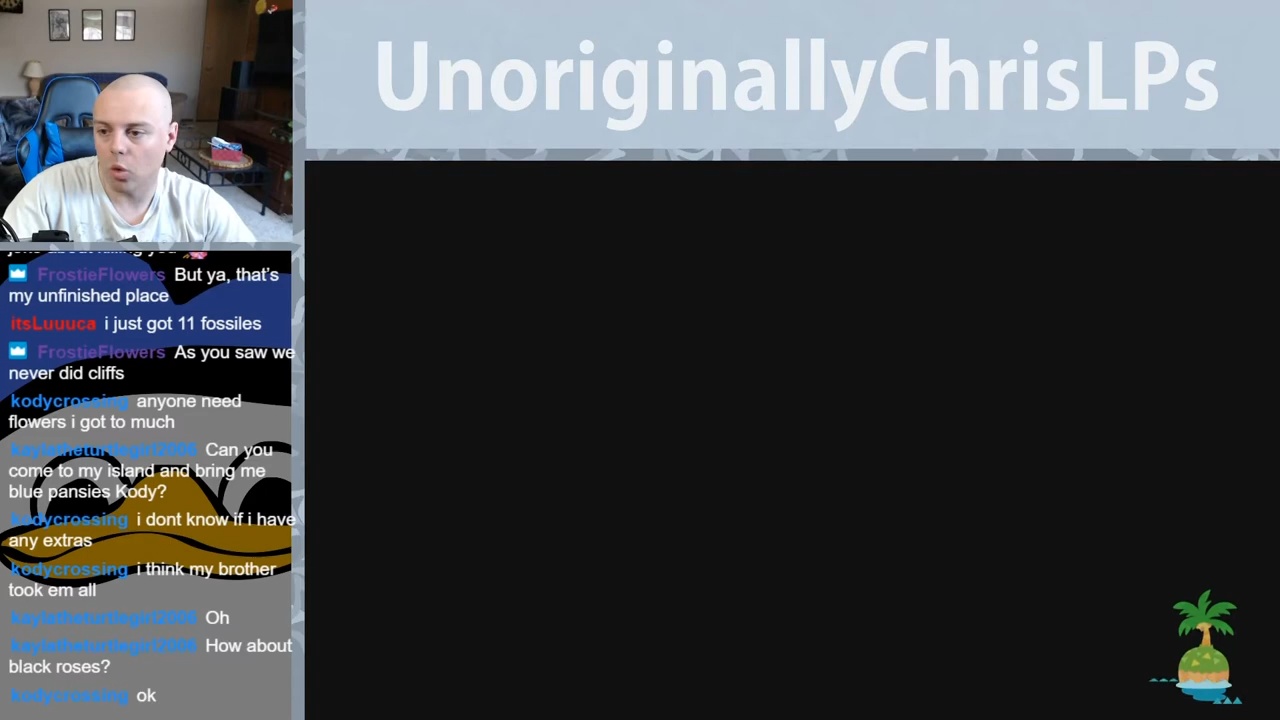 UnoriginallyChrisLPs
FrostieFlowers But ya, that's
my unfinished place
itsLuuuca i just got 11 fossiles
FrostieFlowers As you saw we
never did cliffs
kodycrossing anyone need
flowers i got to much
kaylatheturtlegirl2006 Can you
come to my island and bring me
blue pansies Kody?
kodycrossing i dont know if i have
any extras
kodycrossing i think my brother
took em all
kaylatheturtlegirl2006 Oh
kaylatheturtlegirl2006 How about
black roses?
kodycrossing ok